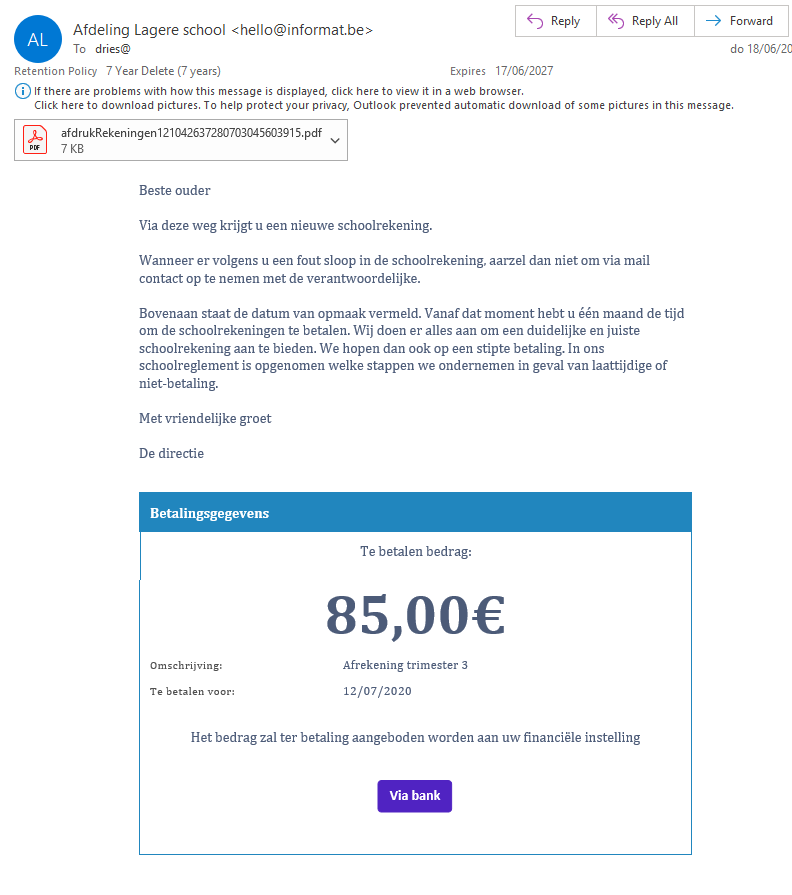 AL
Afdeling Lagere school <hello@informat.be>
Reply
Reply All
Forward
To dries@
do 18/06/20
Retention Policy 7 Year Delete (7 years)
Expires 17/06/2027
If there are problems with how this message is displayed, click here to view it in a web browser.
Click here to download pictures. To help protect your privacy, Outlook prevented automatic download of some pictures in this message.
PDF
afdrukRekeningen121042637280703045603915.pdf
7 KB
Beste ouder
Via deze weg krijgt u een nieuwe schoolrekening.
Wanneer er volgens u een fout sloop in de schoolrekening, aarzel dan niet om via mail
contact op te nemen met de verantwoordelijke.
Bovenaan staat de datum van opmaak vermeld. Vanaf dat moment hebt u één maand de tijd
om de schoolrekeningen te betalen. Wij doen er alles aan om een duidelijke en juiste
schoolrekening aan te bieden. We hopen dan ook op een stipte betaling. In ons
schoolreglement is opgenomen welke stappen we ondernemen in geval van laattijdige of
niet-betaling.
Met vriendelijke groet
De directie
Betalingsgegevens
Te betalen bedrag:
85,00€
Omschrijving: Afrekening trimester 3
Te betalen voor: 12/07/2020
Het bedrag zal ter betaling aangeboden worden aan uw financiële instelling
Via bank